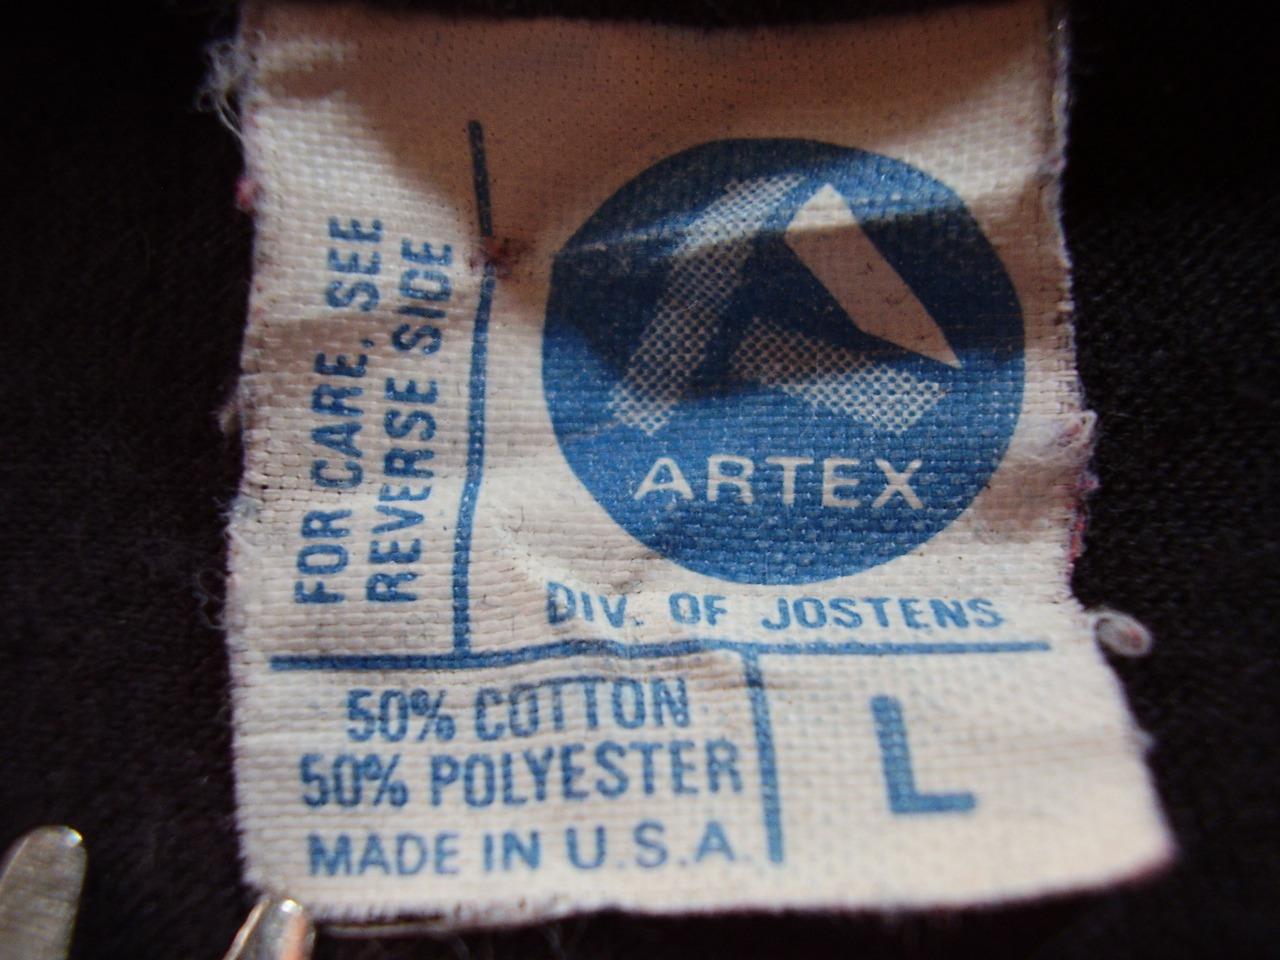 FOR CARE, SEE
REVERSE SIDE
ARTEX
DIV. OF JOSTENS
50% COTTON
50% POLYESTER
MADE IN U.S.A.
L